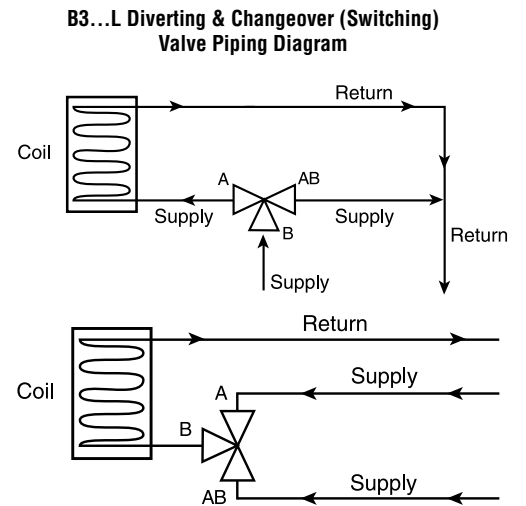 B3...L Diverting & Changeover (Switching)
Valve Piping Diagram
Return
Coil
A
AB
Supply
Supply
B
Return
Supply
Return
Supply
Coil
A
B
Supply
AB